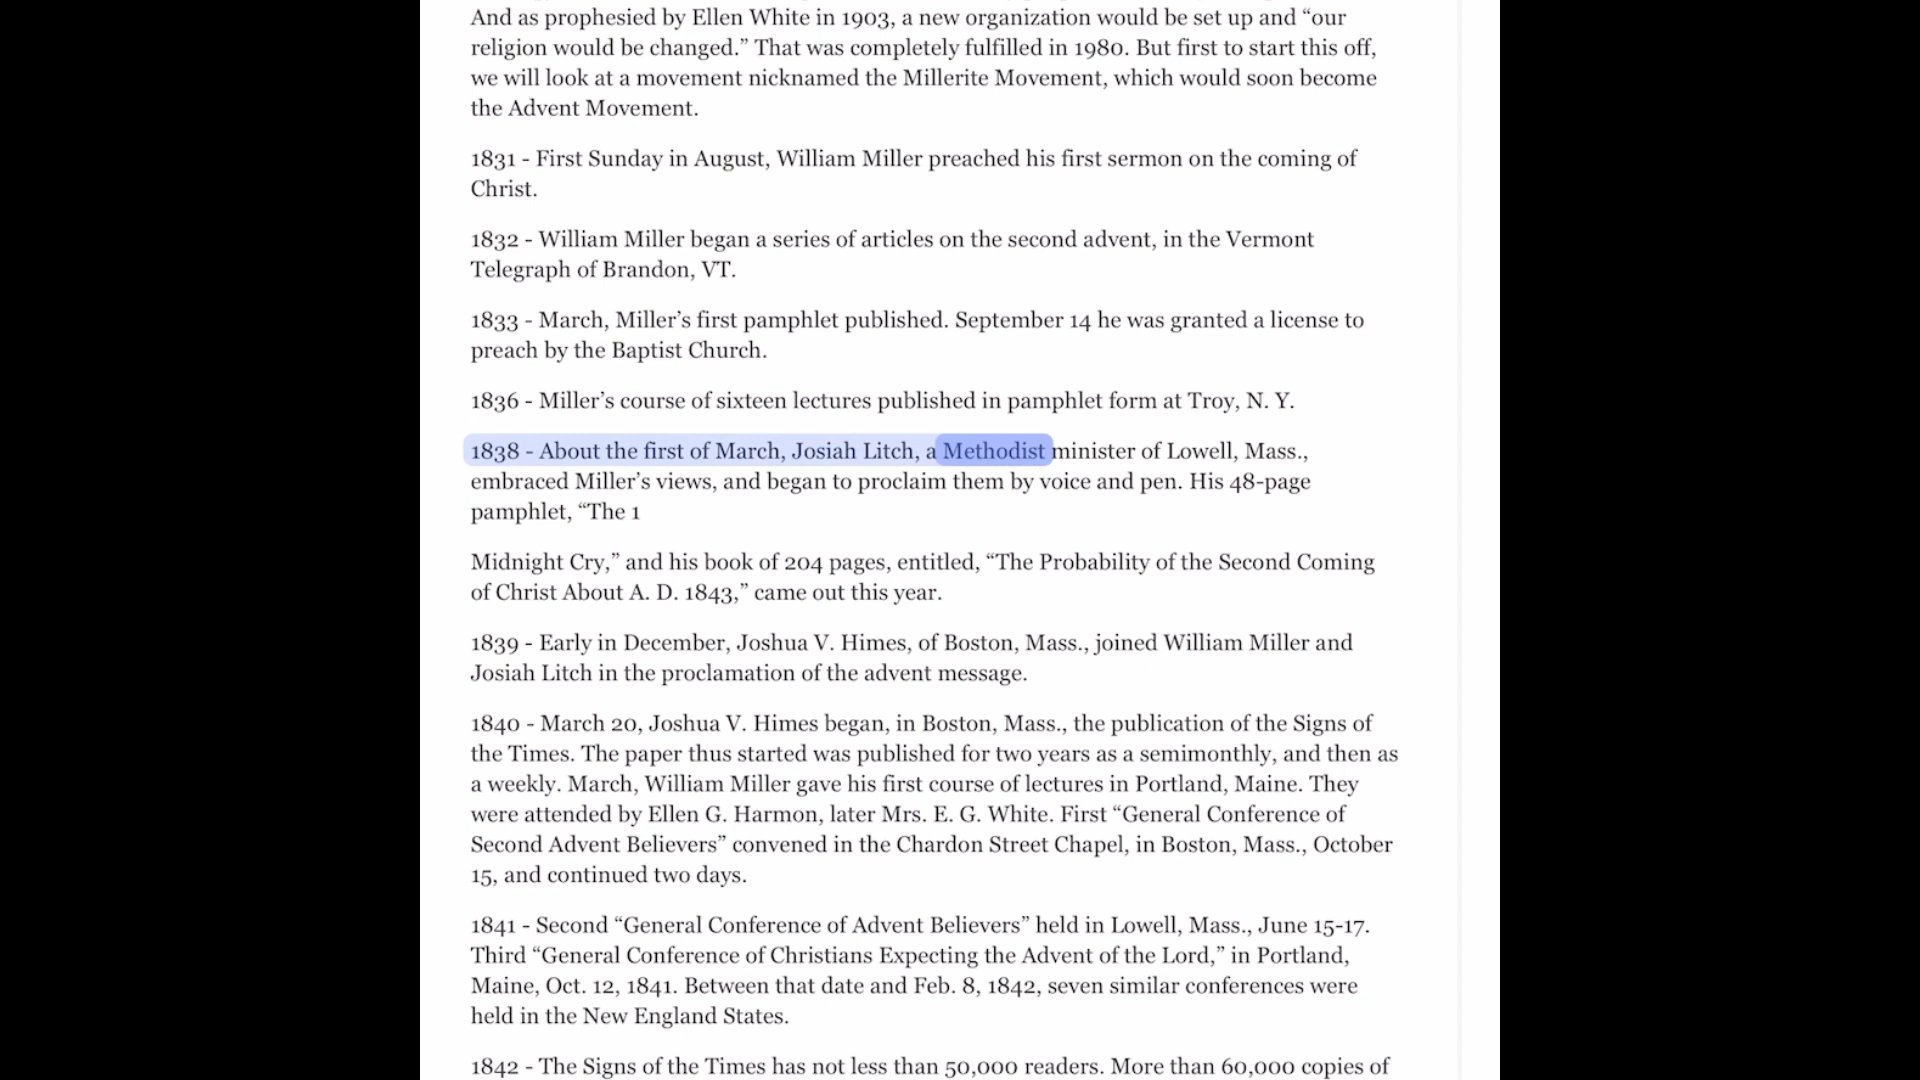 And as prophesied by Ellen White in 1903, a new organization would be set up and “our
religion would be changed.” That was completely fulfilled in 1980. But first to start this off,
we will look at a movement nicknamed the Millerite Movement, which would soon become
the Advent Movement.
1831 - First Sunday in August, William Miller preached his first sermon on the coming of
Christ.
1832 - William Miller began a series of articles on the second advent, in the Vermont
Telegraph of Brandon, VT.
1833 - March, Miller’s first pamphlet published. September 14 he was granted a license to
preach by the Baptist Church.
1836 - Miller’s course of sixteen lectures published in pamphlet form at Troy, N. Y.
1838 - About the first of March, Josiah Litch, a Methodist minister of Lowell, Mass.,
embraced Miller’s views, and began to proclaim them by voice and pen. His 48-page
pamphlet, “The 1
Midnight Cry,” and his book of 204 pages, entitled, “The Probability of the Second Coming
of Christ About A. D. 1843,” came out this year.
1839 - Early in December, Joshua V. Himes, of Boston, Mass., joined William Miller and
Josiah Litch in the proclamation of the advent message.
1840 - March 20, Joshua V. Himes began, in Boston, Mass., the publication of the Signs of
the Times. The paper thus started was published for two years as a semimonthly, and then as
a weekly. March, William Miller gave his first course of lectures in Portland, Maine. They
were attended by Ellen G. Harmon, later Mrs. E. G. White. First “General Conference of
Second Advent Believers” convened in the Chardon Street Chapel, in Boston, Mass., October
15, and continued two days.
1841 - Second “General Conference of Advent Believers” held in Lowell, Mass., June 15-17.
Third “General Conference of Christians Expecting the Advent of the Lord,” in Portland,
Maine, Oct. 12, 1841. Between that date and Feb. 8, 1842, seven similar conferences were
held in the New England States.
1842 - The Signs of the Times has not less than 50,000 readers. More than 60,000 copies of